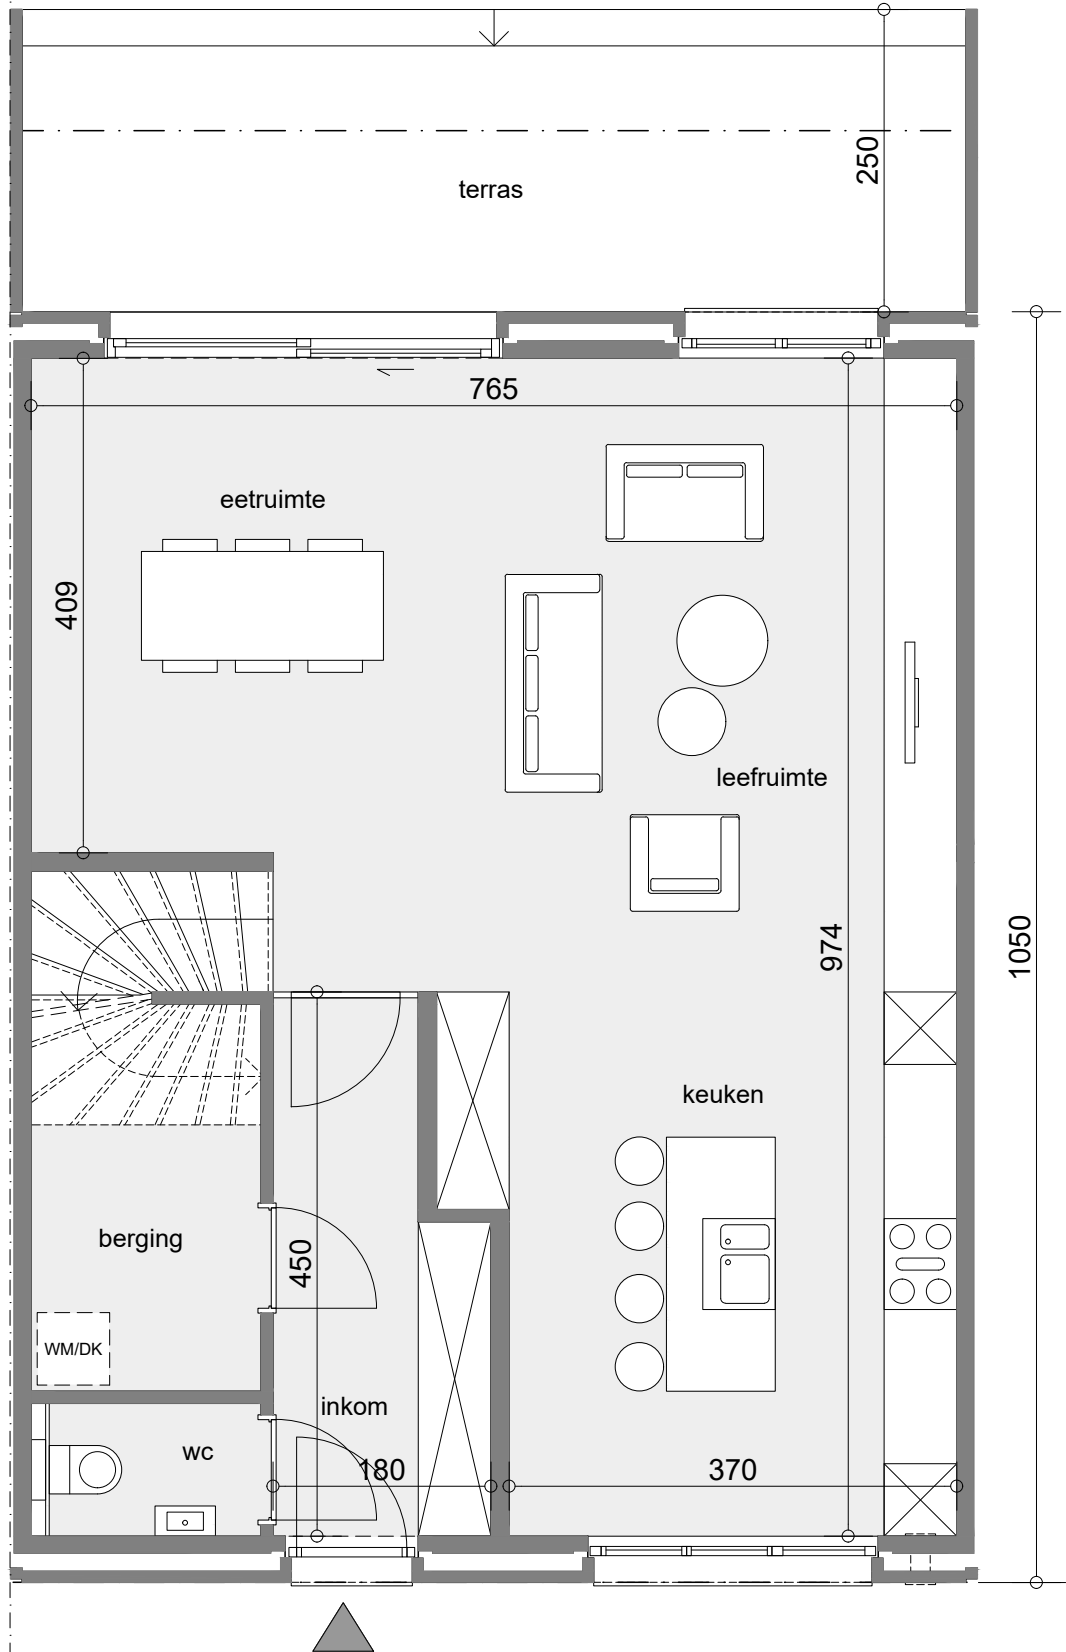 250
terras
765
eetruimte
409
leefruimte
974
1050
keuken
berging
450
WM/DK
inkom
wc
180
370